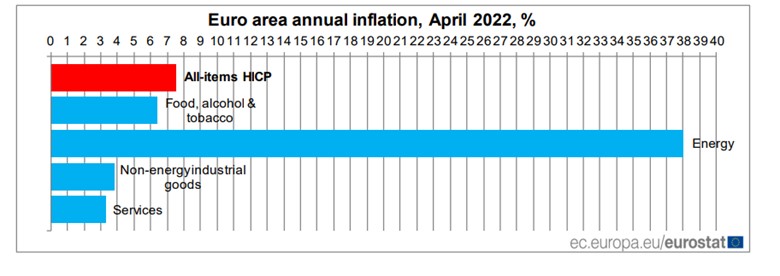 Euro area annual inflation, April 2022, %
0 1 2 3 4 5 6 7 8 9 10 11 12 13 14 15 16 17 18 19 20 21 22 23 24 25 26 27 28 29 30 31 32 33 34 35 36 37 38 39 40
All-items HICP
Food, alcohol &
tobacco
Energy
Non-energyindustrial
goods
Services
ec.europa.eu/eurostat